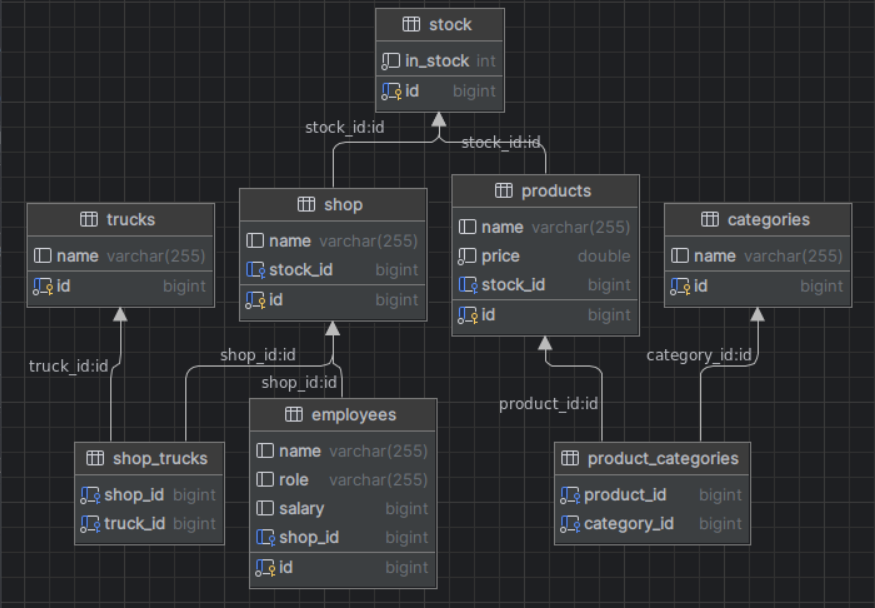 stock
in_stock int
id bigint
stock_id:id
stock_id:id
trucks
name varchar(255)
id bigint
shop
name varchar(255)
stock_id bigint
id bigint
products
name varchar(255)
price double
stock_id bigint
id bigint
categories
name varchar(255)
id bigint
truck_id:id
shop_id:id
shop_id:id
product_id:id
category_id:id
shop_trucks
shop_id bigint
truck_id bigint
employees
name varchar(255)
role varchar(255)
salary bigint
shop_id bigint
id bigint
product_categories
product_id bigint
category_id bigint